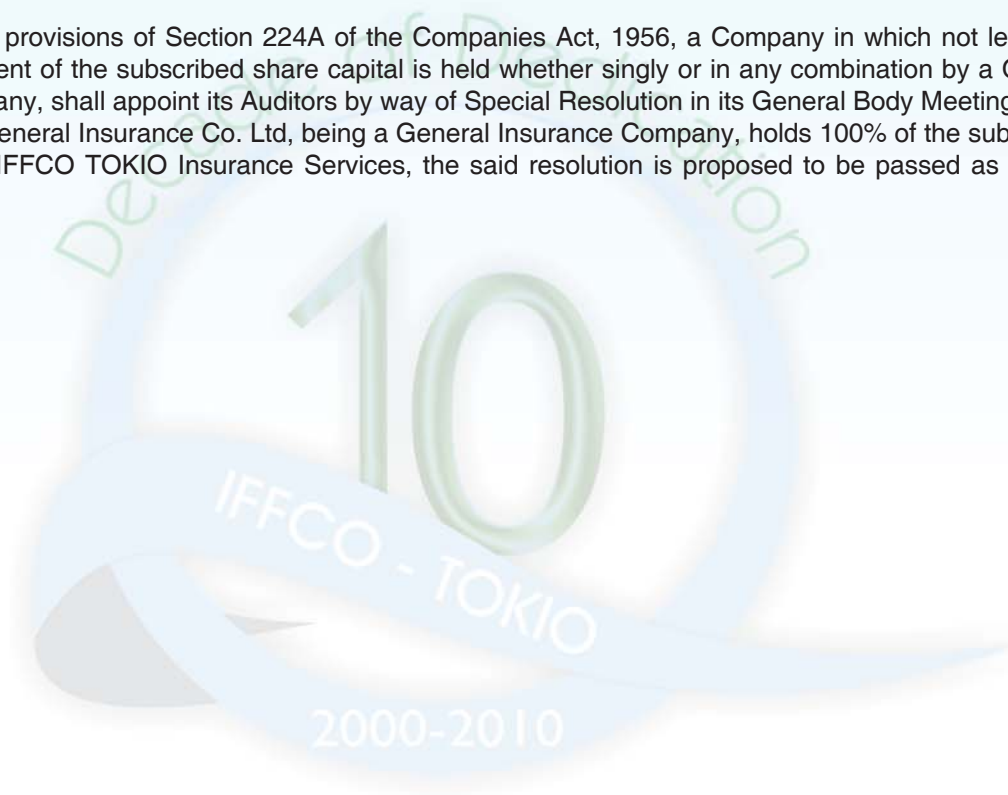 provisions of Section 224A of the Companies Act, 1956, a Company in which not le
ent of the subscribed share capital is held whether singly or in any combination by a
any, shall appoint its Auditors by way of Special Resolution in its General Body Meeting
eneral Insurance Co. Ltd, being a General Insurance Company, holds 100% of the sub
IFFCO TOKIO Insurance Services, the said resolution is proposed to be passed as
Decade of Dedication
10
IFFCO - TOKIO
2000-2010